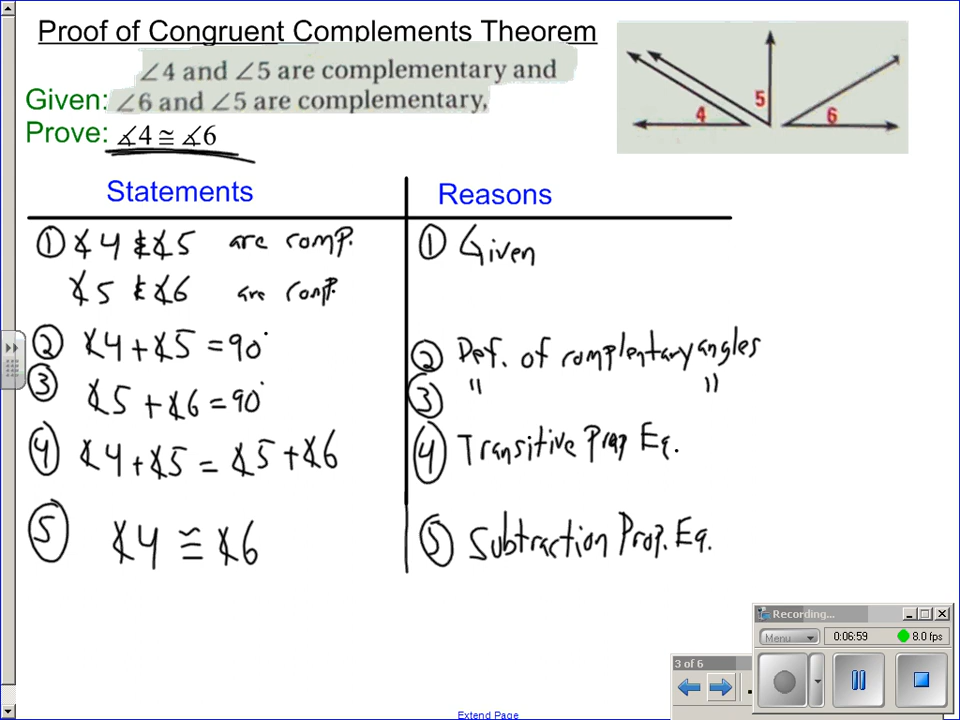 Proof of Congruent Complements Theorem
∠4 and ∠5 are complementary and
Given: ∠6 and ∠5 are complementary,
Prove: ∡4 ≅ ∡6
4 5 6
Statements Reasons
① ∡4 & ∡5 are comp. ① Given
∡5 & ∡6 are comp.
② ∡4 + ∡5 = 90° ② Def. of complentary angles
③ ∡5 + ∡6 = 90° ③ " "
④ ∡4 + ∡5 = ∡5 + ∡6 ④ Transitive Prop Eq.
⑤ ∡4 ≅ ∡6 ⑤ Subtraction Prop. Eq.
Recording...
Menu 0:06:59 8.0 fps
3 of 6
Extend Page